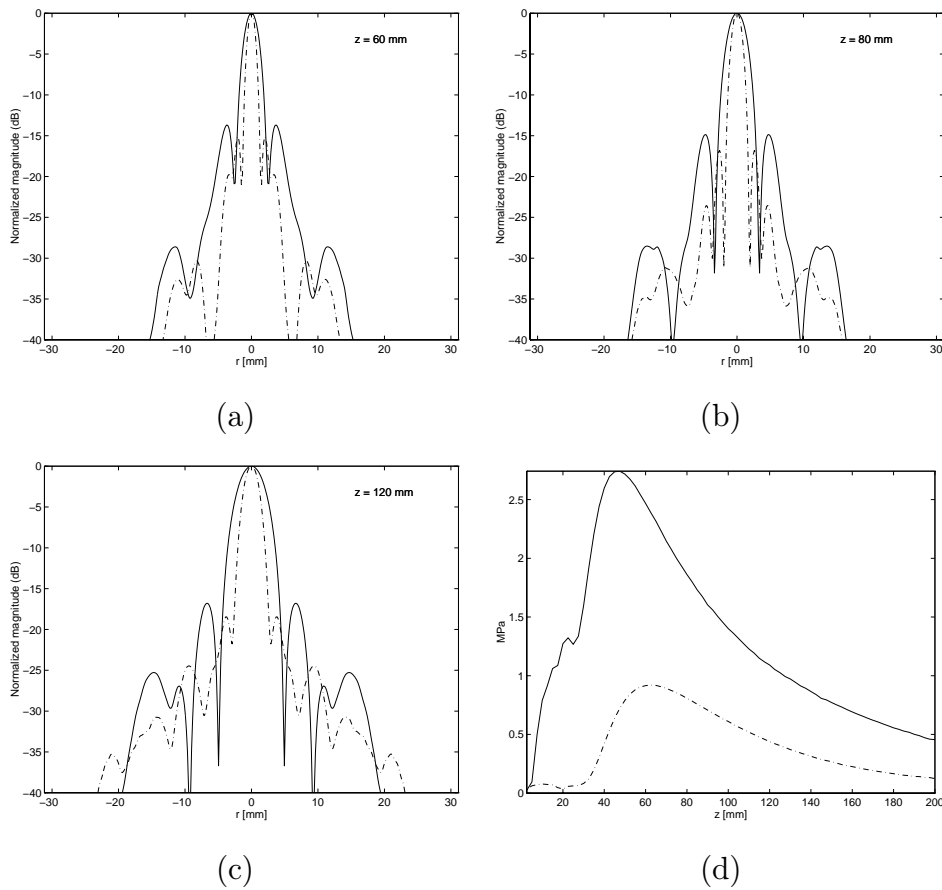 0
−5
−10
−15
−20
−25
−30
−35
−40
Normalized magnitude (dB)
z = 60 mm
−30 −20 −10 0 10 20 30
r [mm]
(a)
0
−5
−10
−15
−20
−25
−30
−35
−40
Normalized magnitude (dB)
z = 80 mm
−30 −20 −10 0 10 20 30
r [mm]
(b)
0
−5
−10
−15
−20
−25
−30
−35
−40
Normalized magnitude (dB)
z = 120 mm
−30 −20 −10 0 10 20 30
r [mm]
(c)
2.5
2
1.5
1
0.5
0
MPa
20 40 60 80 100 120 140 160 180 200
z [mm]
(d)